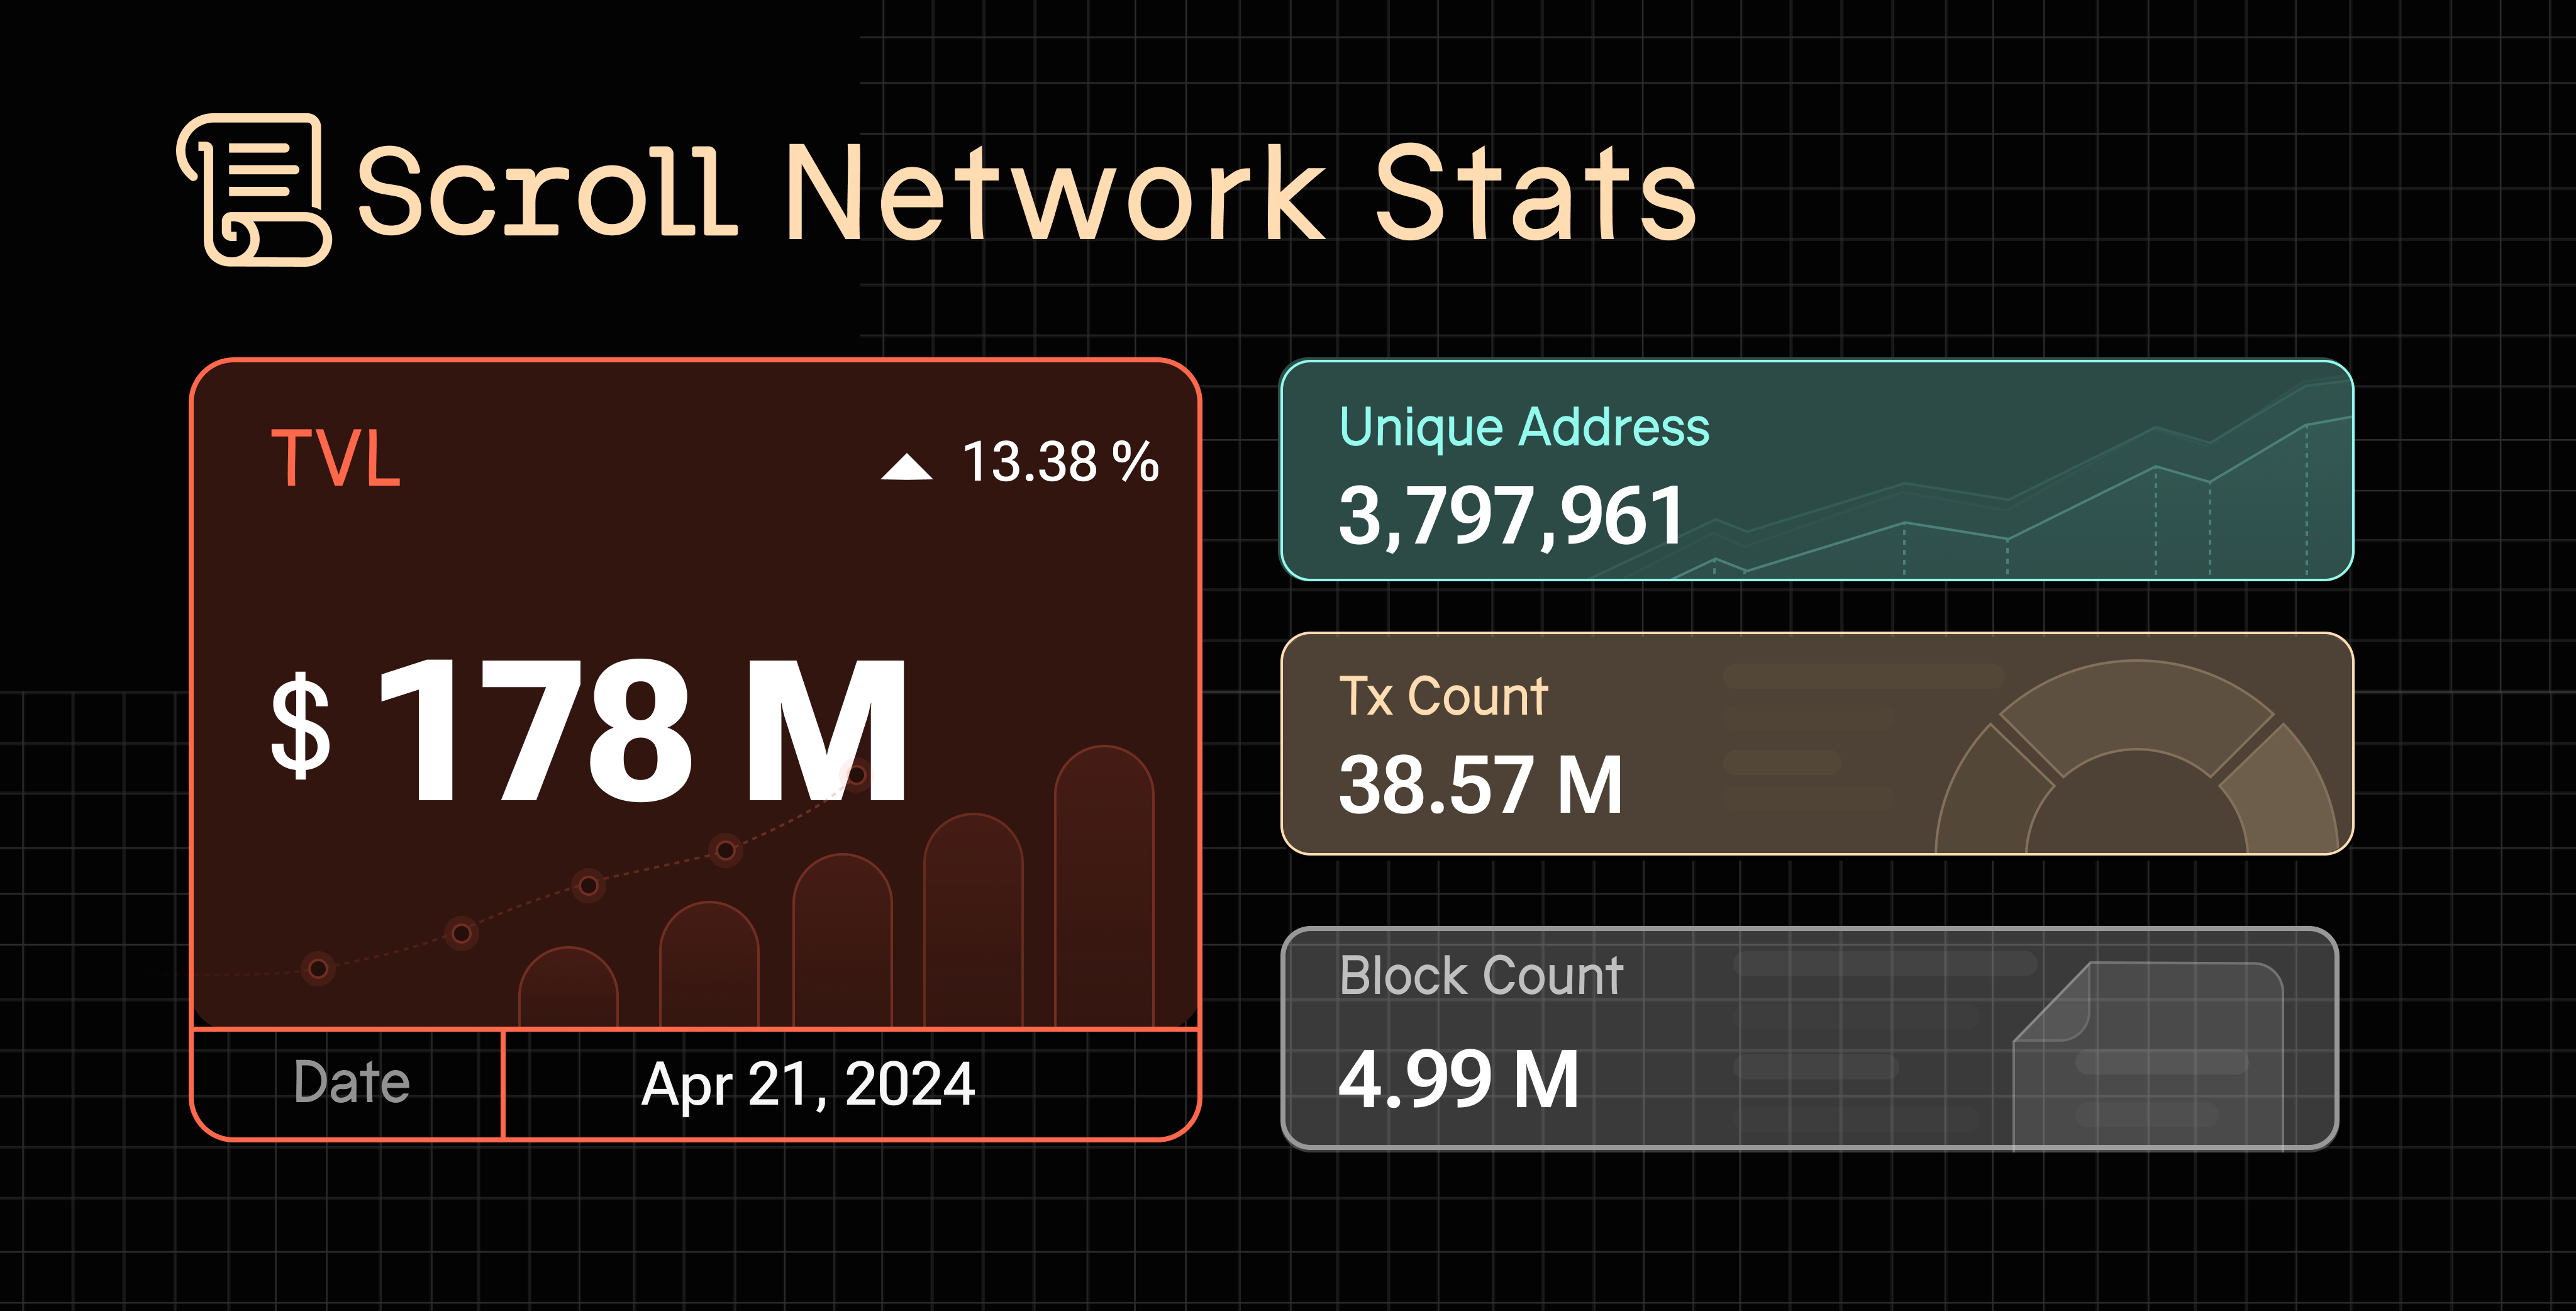 Scroll Network Stats
TVL
13.38 %
$ 178 M
Date
Apr 21, 2024
Unique Address
3,797,961
Tx Count
38.57 M
Block Count
4.99 M